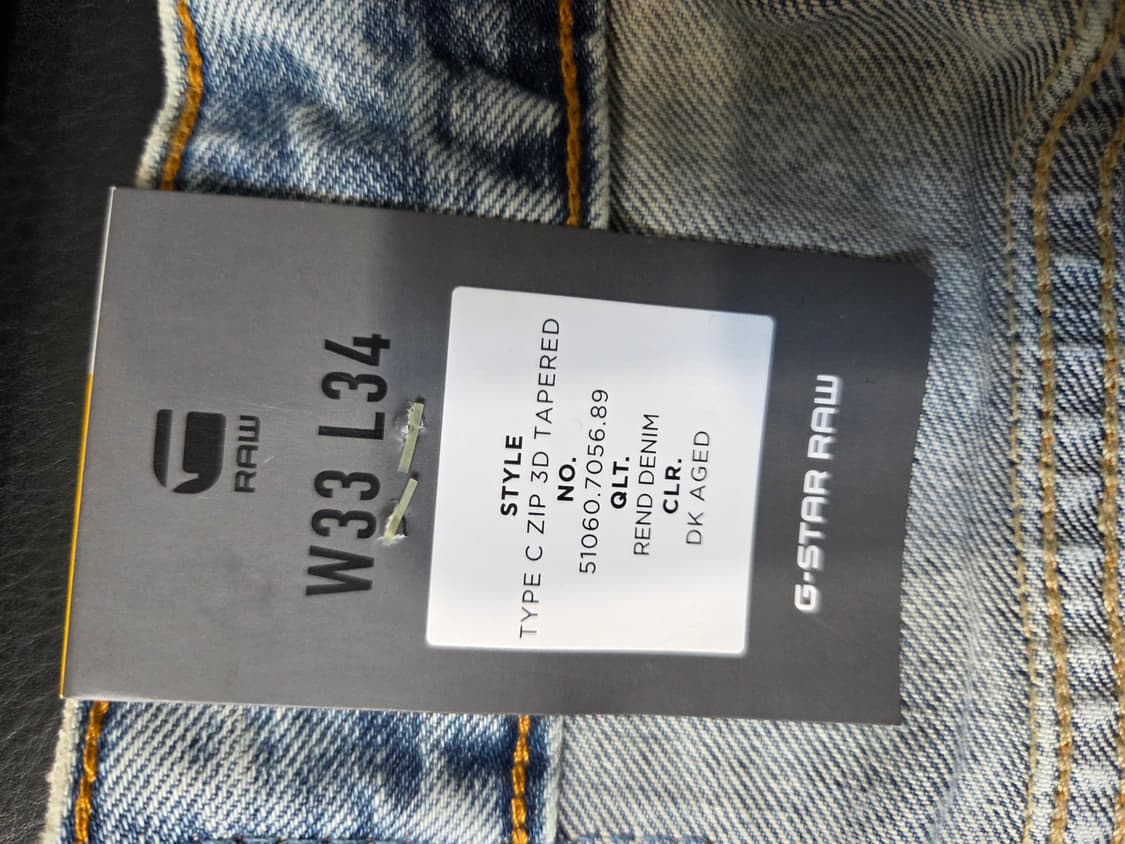 RAW
W33 L34
STYLE
TYPE C ZIP 3D TAPERED
NO.
51060.7056.89
QLT.
REND DENIM
CLR.
DK AGED
G-STAR RAW